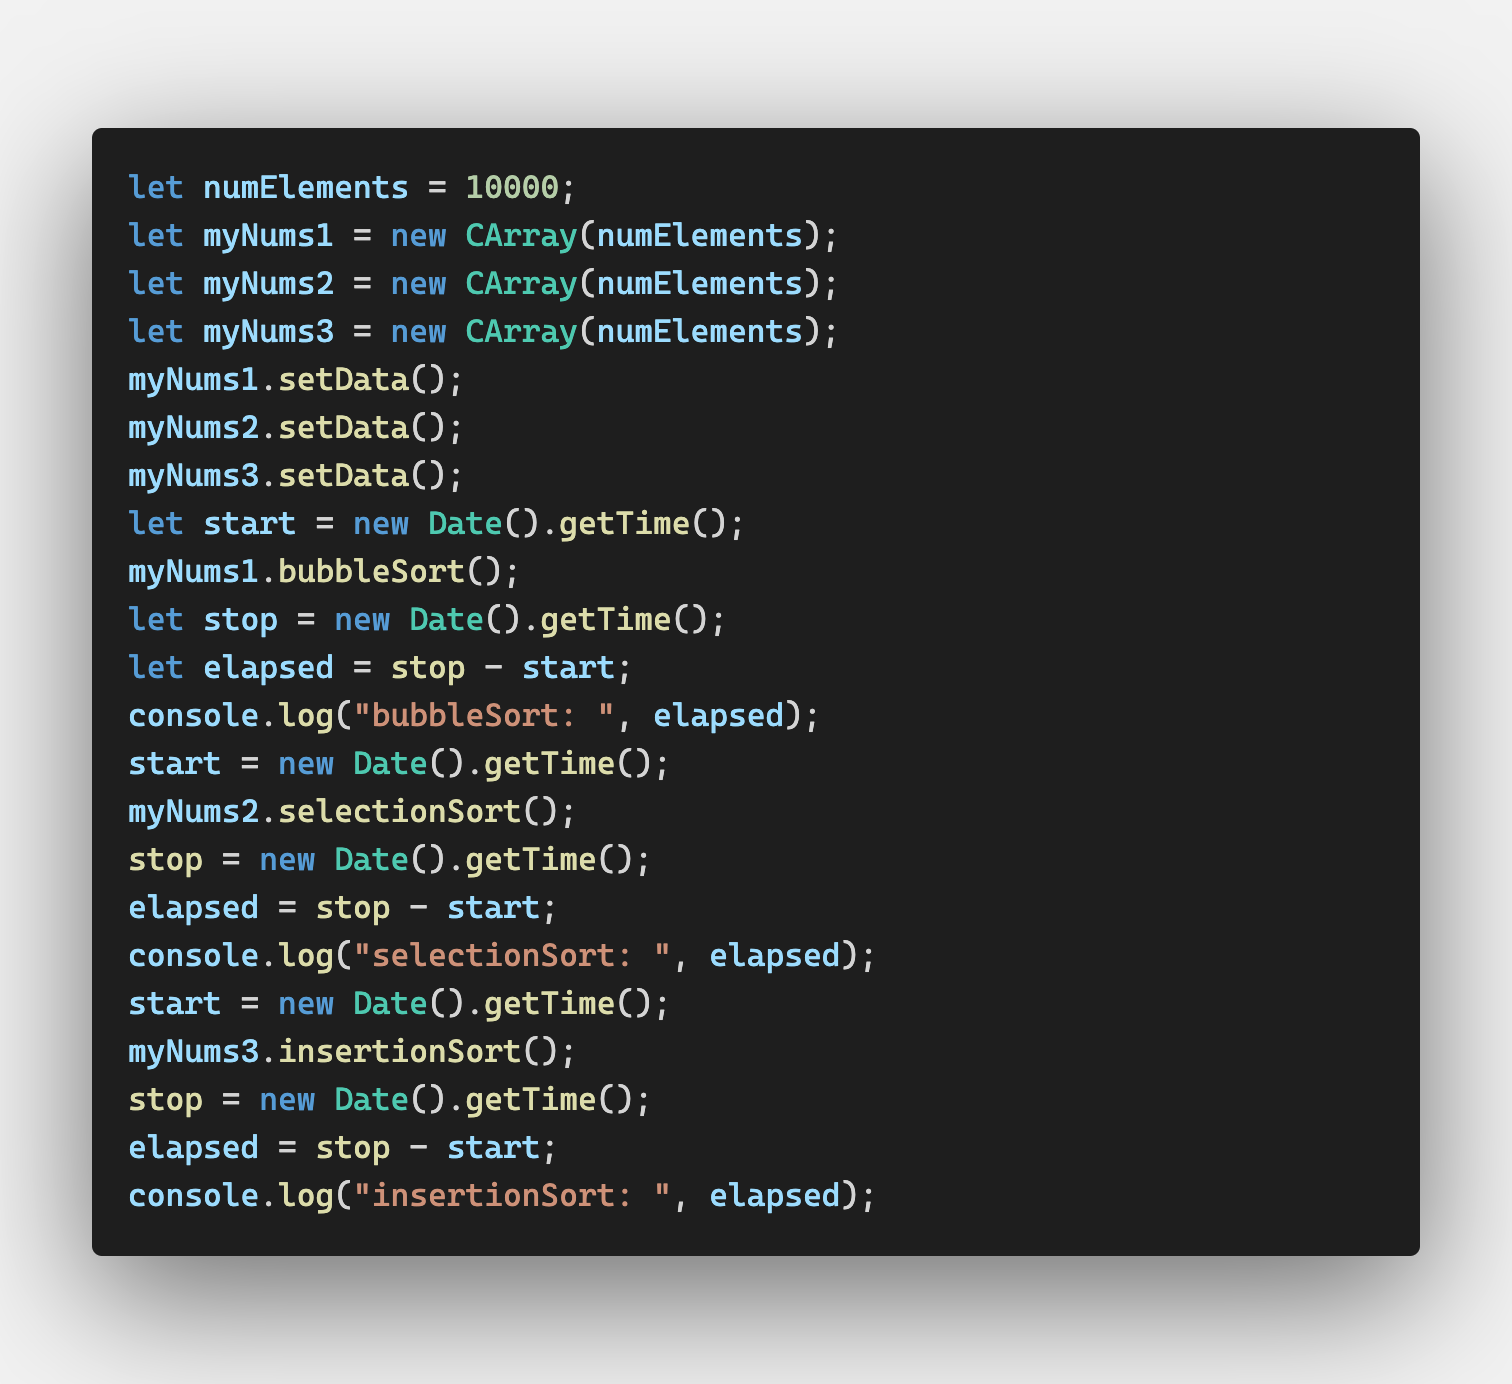 let numElements = 10000;
let myNums1 = new CArray(numElements);
let myNums2 = new CArray(numElements);
let myNums3 = new CArray(numElements);
myNums1.setData();
myNums2.setData();
myNums3.setData();
let start = new Date().getTime();
myNums1.bubbleSort();
let stop = new Date().getTime();
let elapsed = stop - start;
console.log("bubbleSort: ", elapsed);
start = new Date().getTime();
myNums2.selectionSort();
stop = new Date().getTime();
elapsed = stop - start;
console.log("selectionSort: ", elapsed);
start = new Date().getTime();
myNums3.insertionSort();
stop = new Date().getTime();
elapsed = stop - start;
console.log("insertionSort: ", elapsed);